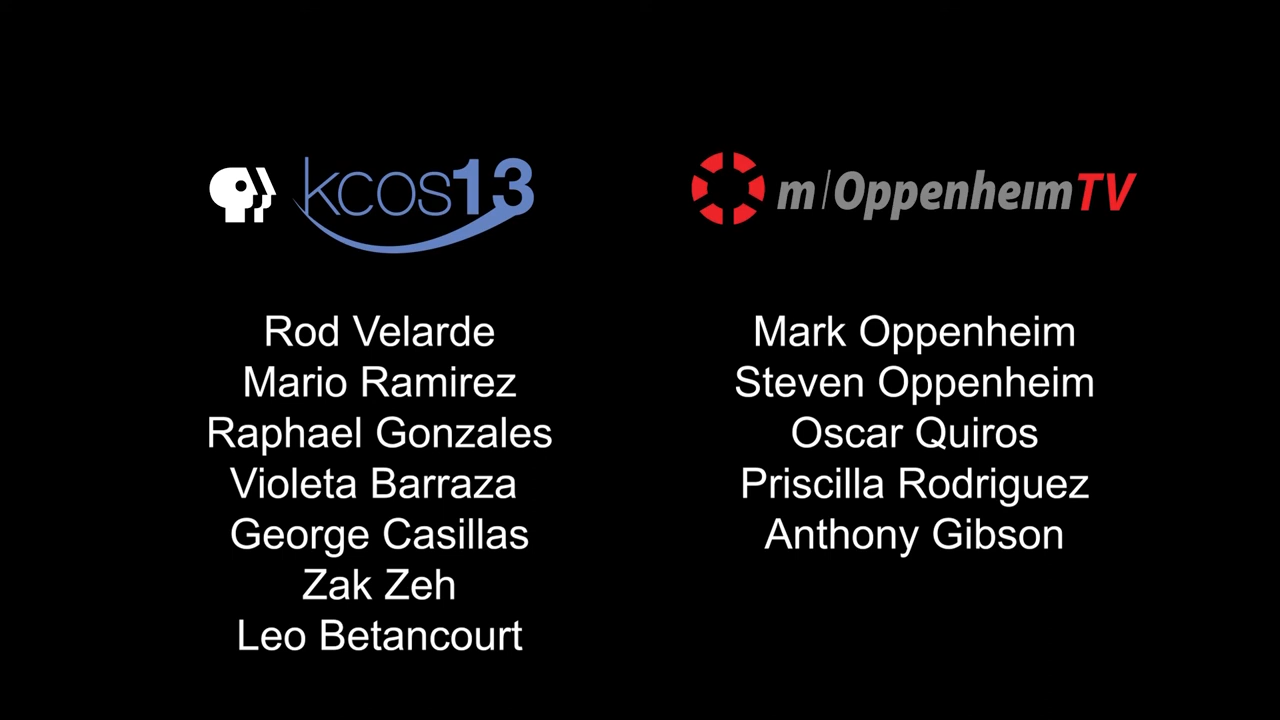 kcos13
Rod Velarde
Mario Ramirez
Raphael Gonzales
Violeta Barraza
George Casillas
Zak Zeh
Leo Betancourt
m/OppenheimTV
Mark Oppenheim
Steven Oppenheim
Oscar Quiros
Priscilla Rodriguez
Anthony Gibson